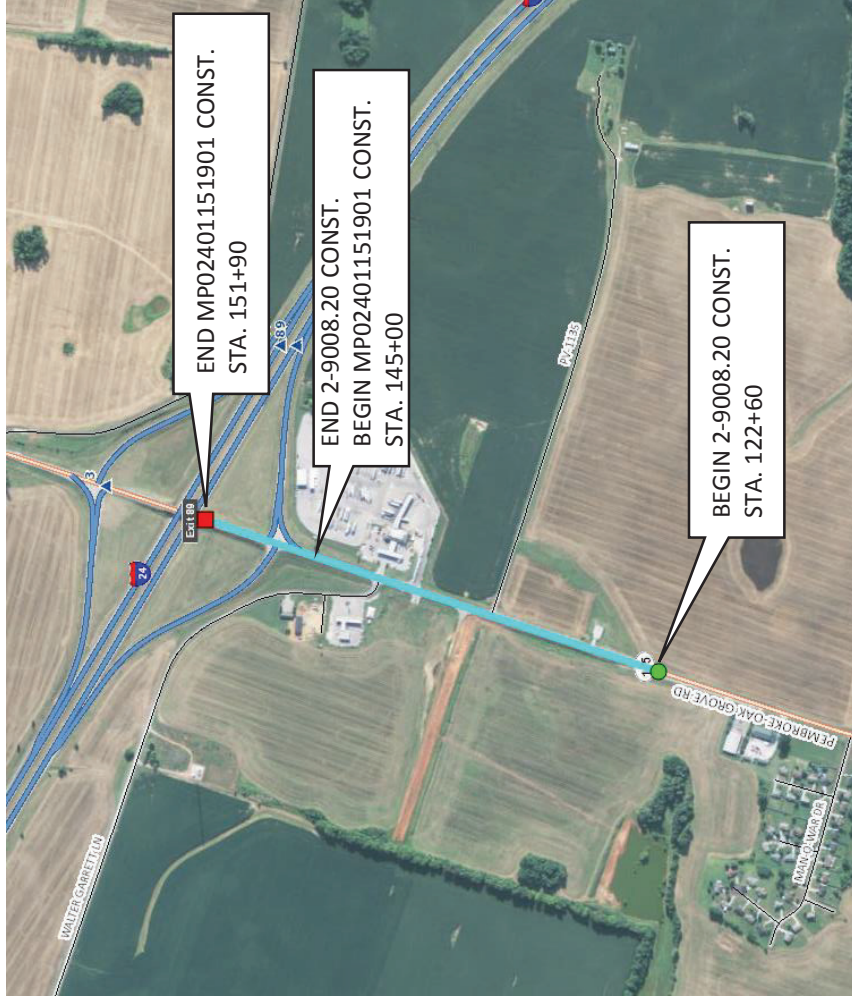 END MP02401151901 CONST.
STA. 151+90
END 2-9008.20 CONST.
BEGIN MP02401151901 CONST.
STA. 145+00
BEGIN 2-9008.20 CONST.
STA. 122+60
3
Exit 89
24
89
PV-1135
PEMBROKE-OAK GROVE RD
WALTER GARRETT LN
MAN O WAR DR